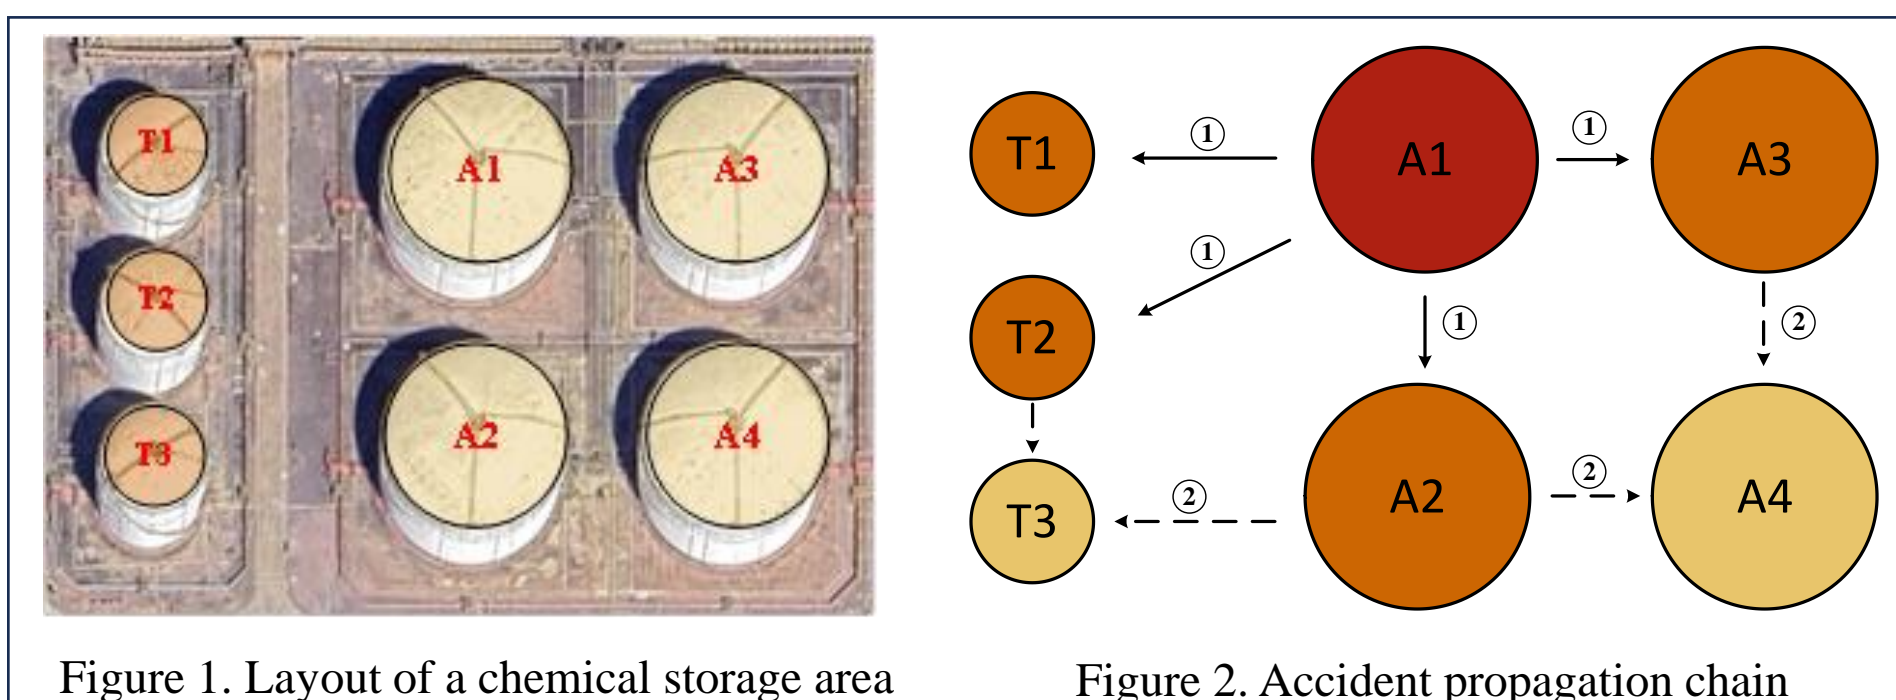 T1
A1
A3
T2
T3
A2
A4
Figure 1. Layout of a chemical storage area
T1
1
A1
1
A3
1
T2
1
2
T3
2
A2
2
A4
Figure 2. Accident propagation chain